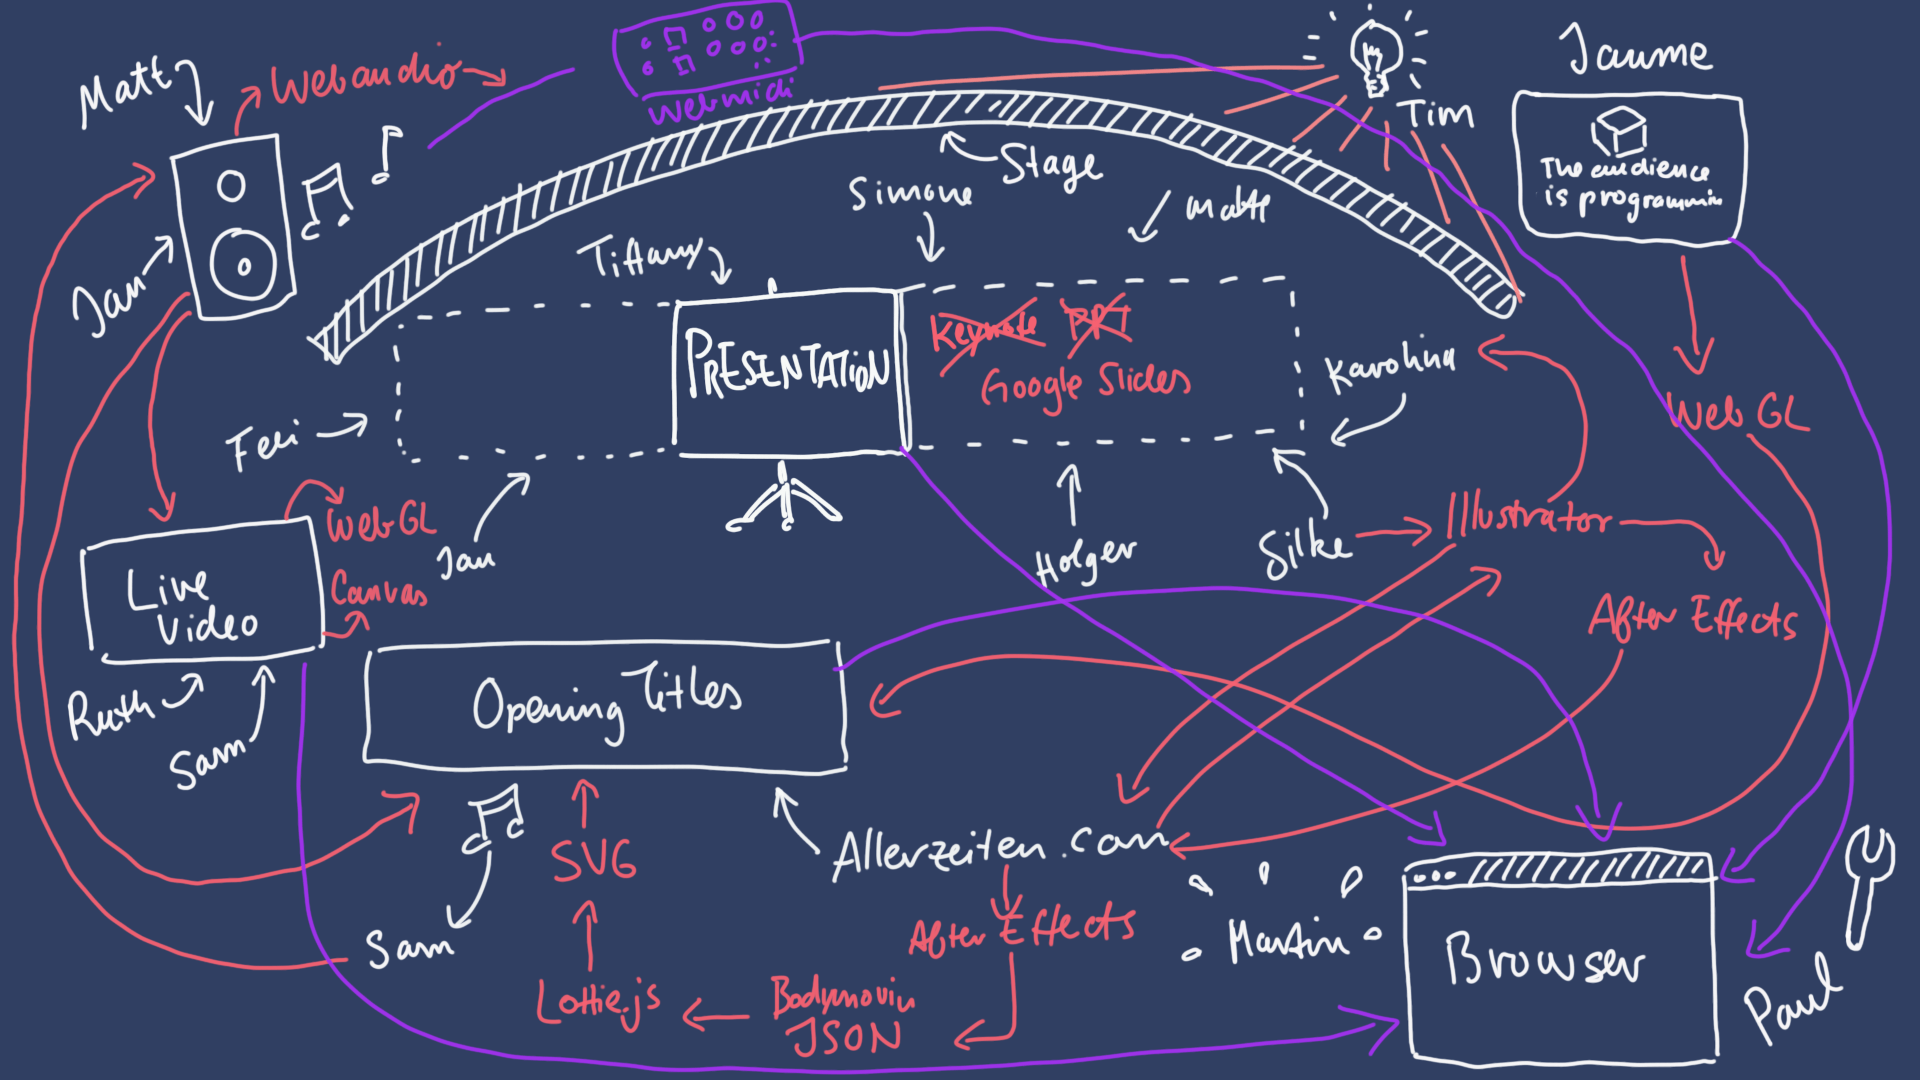 Matt
Webaudio
webmidi
Jaume
Tim
The audience
is programmin
Stage
Simone
Matt
Tiffany
Jan
PRESENTATION
Keynote PPT
Google Slides
Karolina
Web GL
Feri
WebGL
Jan
Holger
Silke
Illustrator
Live
Video
Canvas
After Effects
Ruth
Sam
Opening Titles
SVG
Allerzeiten.com
After Effects
Martin
Sam
Browser
Lottie.js
Bodymovin
JSON
Paul